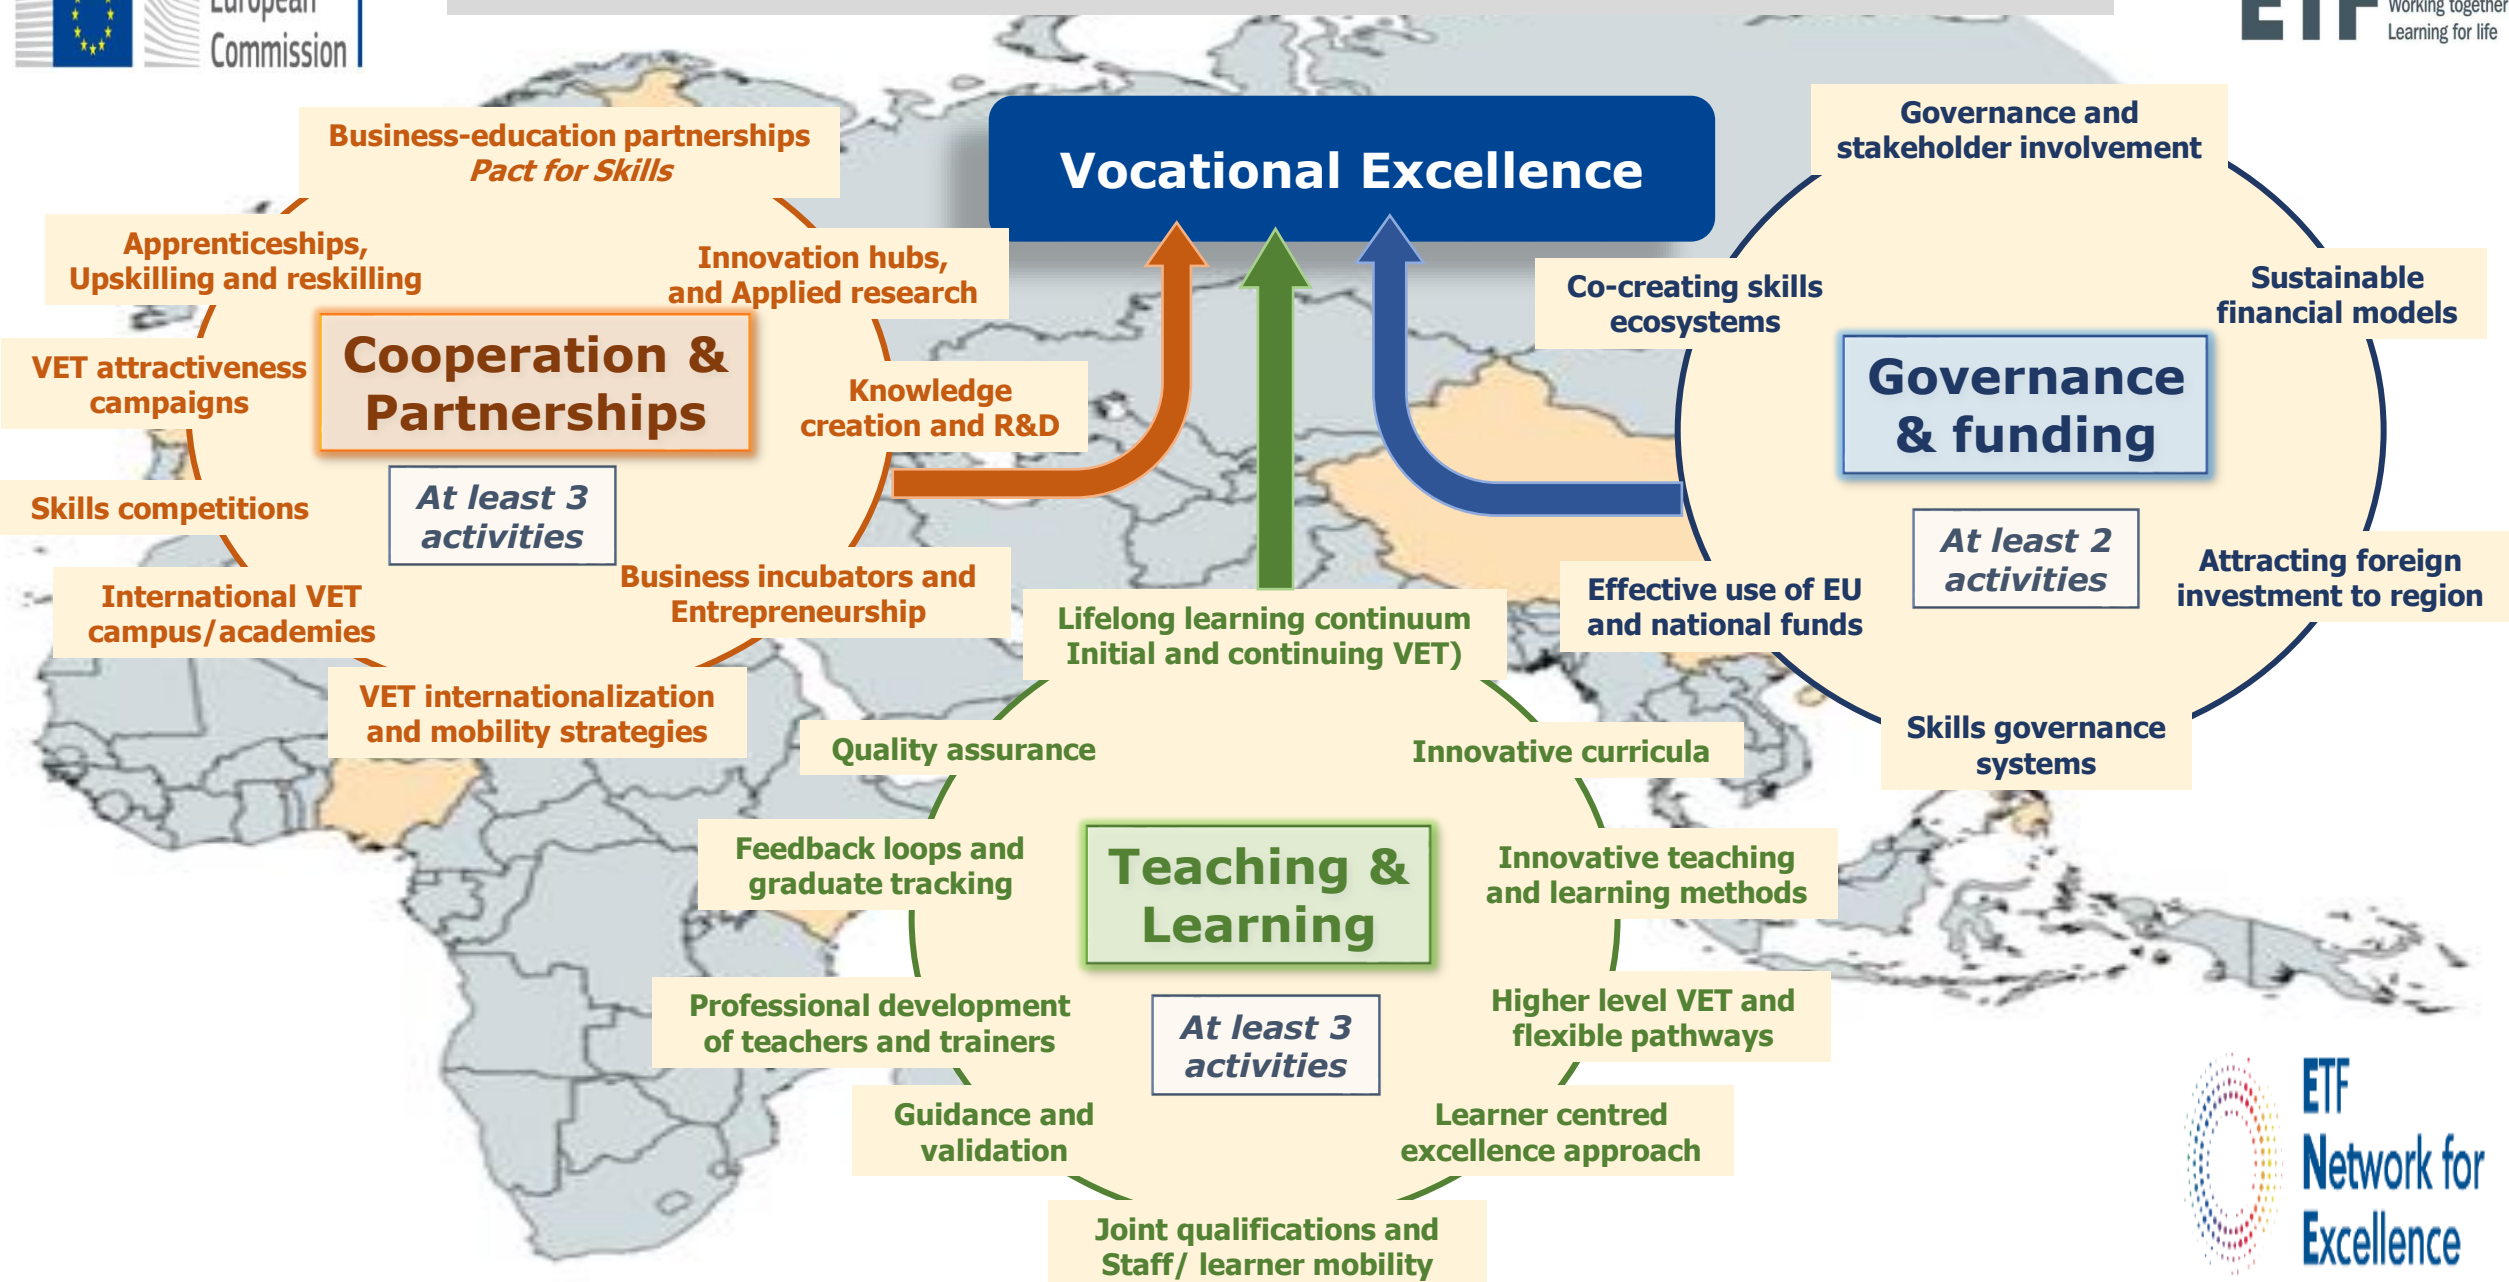 European
Commission
ETF
Working together
Learning for life
Vocational Excellence
Business-education partnerships
Pact for Skills
Apprenticeships,
Upskilling and reskilling
Innovation hubs,
and Applied research
VET attractiveness
campaigns
Cooperation &
Partnerships
Knowledge
creation and R&D
Skills competitions
At least 3
activities
International VET
campus/academies
Business incubators and
Entrepreneurship
VET internationalization
and mobility strategies
Governance and
stakeholder involvement
Co-creating skills
ecosystems
Sustainable
financial models
Governance
& funding
At least 2
activities
Effective use of EU
and national funds
Attracting foreign
investment to region
Skills governance
systems
Lifelong learning continuum
Initial and continuing VET)
Quality assurance
Innovative curricula
Feedback loops and
graduate tracking
Teaching &
Learning
Innovative teaching
and learning methods
Professional development
of teachers and trainers
At least 3
activities
Higher level VET and
flexible pathways
Guidance and
validation
Learner centred
excellence approach
Joint qualifications and
Staff/ learner mobility
ETF
Network for
Excellence